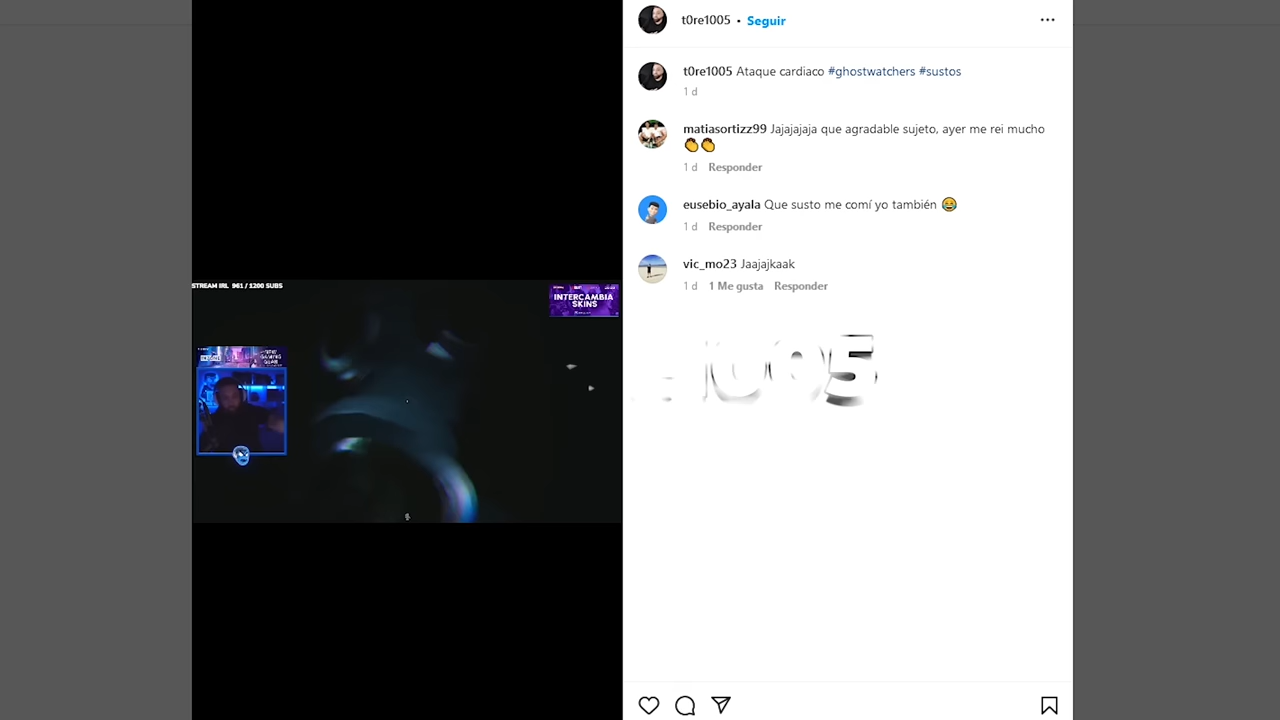 t0re1005 • Seguir
t0re1005 Ataque cardiaco #ghostwatchers #sustos
1 d
matiasortizz99 Jajajajaja que agradable sujeto, ayer me rei mucho
👏👏
1 d Responder
eusebio_ayala Que susto me comí yo también 😂
1 d Responder
vic_mo23 Jaajajkaak
1 d 1 Me gusta Responder
STREAM IRL 961 / 1200 SUBS
INTERCAMBIA
SKINS
1005